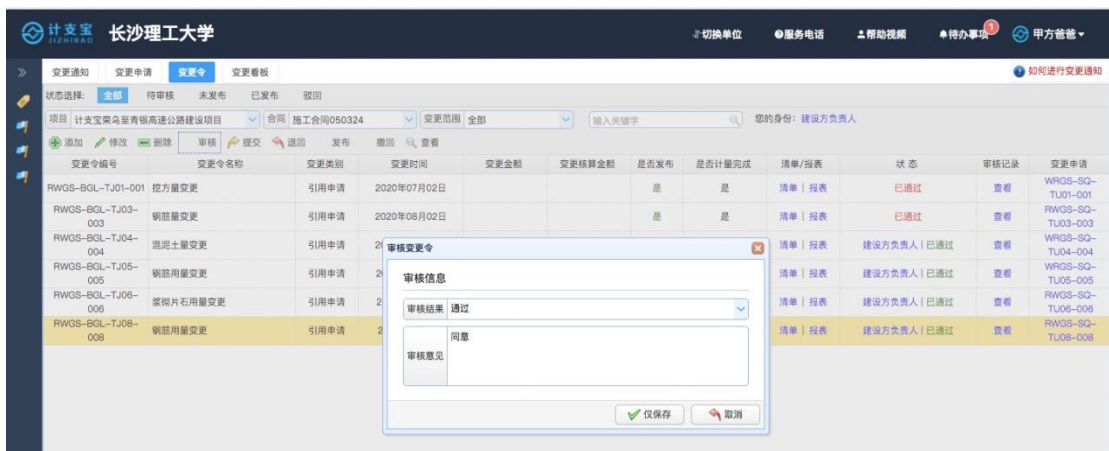 计支宝 JIZHIBAO 长沙理工大学 切换单位 服务电话 帮助视频 待办事项 1 甲方爸爸
变更通知 变更申请 变更令 变更看板 如何进行变更通知
状态选择: 全部 待审核 未发布 已发布 驳回
项目 计支宝荣乌至青银高速公路建设项目 合同 施工合同050324 变更范围 全部 输入关键字 您的身份: 建设方负责人
添加 修改 删除 审核 提交 退回 发布 撤回 查看
变更令编号 变更令名称 变更类别 变更时间 变更金额 变更核算金额 是否发布 是否计量完成 清单/报表 状态 审核记录 变更申请
RWGS-BGL-TJ01-001 挖方量变更 引用申请 2020年07月02日 是 是 清单 | 报表 已通过 查看 WRGS-SQ-TU01-001
RWGS-BGL-TJ03-003 钢筋量变更 引用申请 2020年08月02日 是 是 清单 | 报表 已通过 查看 RWGS-SQ-TU03-003
RWGS-BGL-TJ04-004 混泥土量变更 引用申请 清单 | 报表 建设方负责人 | 已通过 查看 WRGS-SQ-TU04-004
RWGS-BGL-TJ05-005 钢筋用量变更 引用申请 清单 | 报表 建设方负责人 | 已通过 查看 WRGS-SQ-TU05-005
RWGS-BGL-TJ06-006 浆砌片石用量变更 引用申请 清单 | 报表 建设方负责人 | 已通过 查看 RWGS-SQ-TU06-006
RWGS-BGL-TJ08-008 钢筋用量变更 引用申请 清单 | 报表 建设方负责人 | 已通过 查看 RWGS-SQ-TU08-008
审核变更令
审核信息
审核结果 通过
审核意见 同意
仅保存 取消